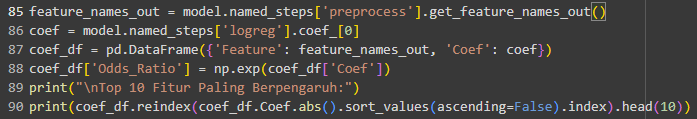 85 feature_names_out = model.named_steps['preprocess'].get_feature_names_out()
86 coef = model.named_steps['logreg'].coef_[0]
87 coef_df = pd.DataFrame({'Feature': feature_names_out, 'Coef': coef})
88 coef_df['Odds_Ratio'] = np.exp(coef_df['Coef'])
89 print("\nTop 10 Fitur Paling Berpengaruh:")
90 print(coef_df.reindex(coef_df.Coef.abs().sort_values(ascending=False).index).head(10))